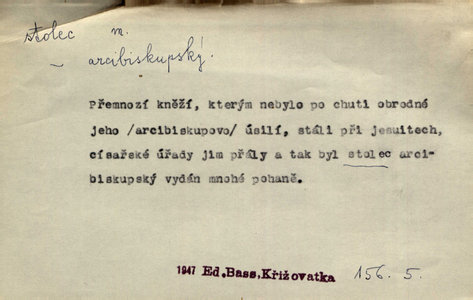 stolec m.
~ arcibiskupský.
Přemnozí kněží, kterým nebylo po chuti obrodné
jeho /arcibiskupovo/ úsilí, stáli při jesuitech,
císařské úřady jim přály a tak byl stolec arci-
biskupský vydán mnohé pohaně.
1947 Ed.Bass,Křižovatka 156. 5.